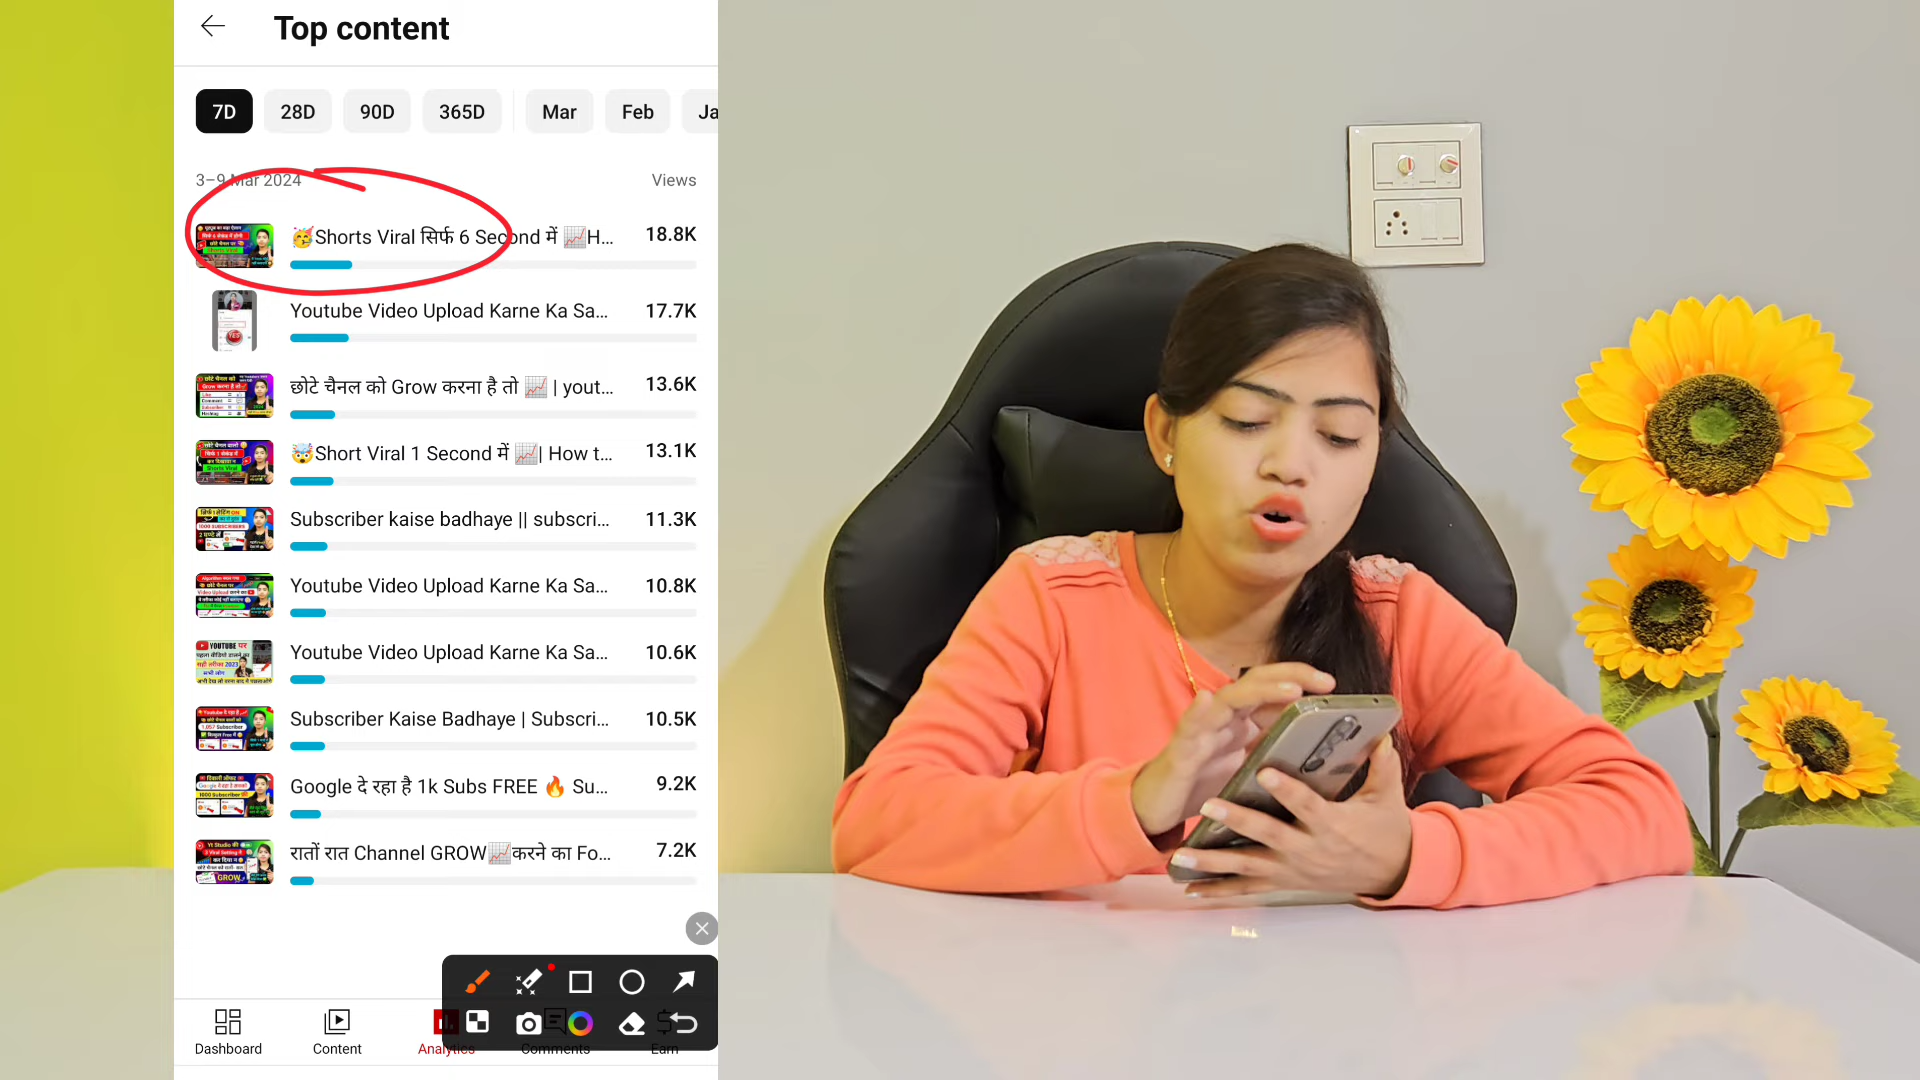 Top content
7D 28D 90D 365D Mar Feb Ja
3–9 Mar 2024 Views
🥳Shorts Viral सिर्फ 6 Second में 📈H... 18.8K
Youtube Video Upload Karne Ka Sa... 17.7K
छोटे चैनल को Grow करना है तो 📈 | yout... 13.6K
🤯Short Viral 1 Second में 📈| How t... 13.1K
Subscriber kaise badhaye || subscri... 11.3K
Youtube Video Upload Karne Ka Sa... 10.8K
Youtube Video Upload Karne Ka Sa... 10.6K
Subscriber Kaise Badhaye | Subscri... 10.5K
Google दे रहा है 1k Subs FREE 🔥 Su... 9.2K
रातों रात Channel GROW📈करने का Fo... 7.2K
Dashboard Content Analytics Comments Earn